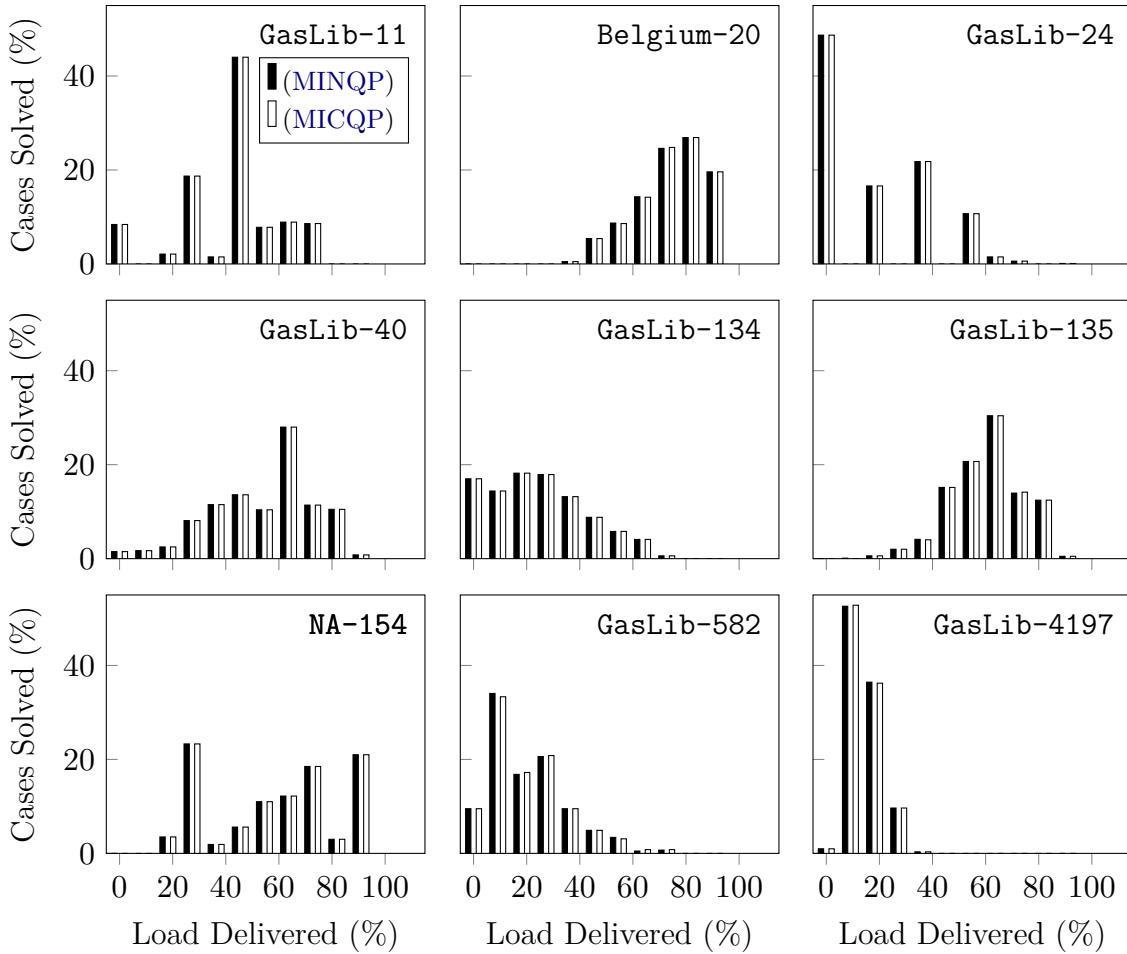 GasLib-11
Belgium-20
GasLib-24
(MINQP)
(MICQP)
Cases Solved (%)
40
20
0
GasLib-40
GasLib-134
GasLib-135
Cases Solved (%)
40
20
0
NA-154
GasLib-582
GasLib-4197
Cases Solved (%)
40
20
0
0 20 40 60 80 100
0 20 40 60 80 100
0 20 40 60 80 100
Load Delivered (%)
Load Delivered (%)
Load Delivered (%)